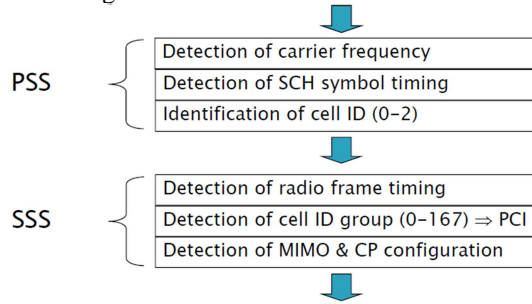 PSS
Detection of carrier frequency
Detection of SCH symbol timing
Identification of cell ID (0-2)
SSS
Detection of radio frame timing
Detection of cell ID group (0-167) ⇒ PCI
Detection of MIMO & CP configuration